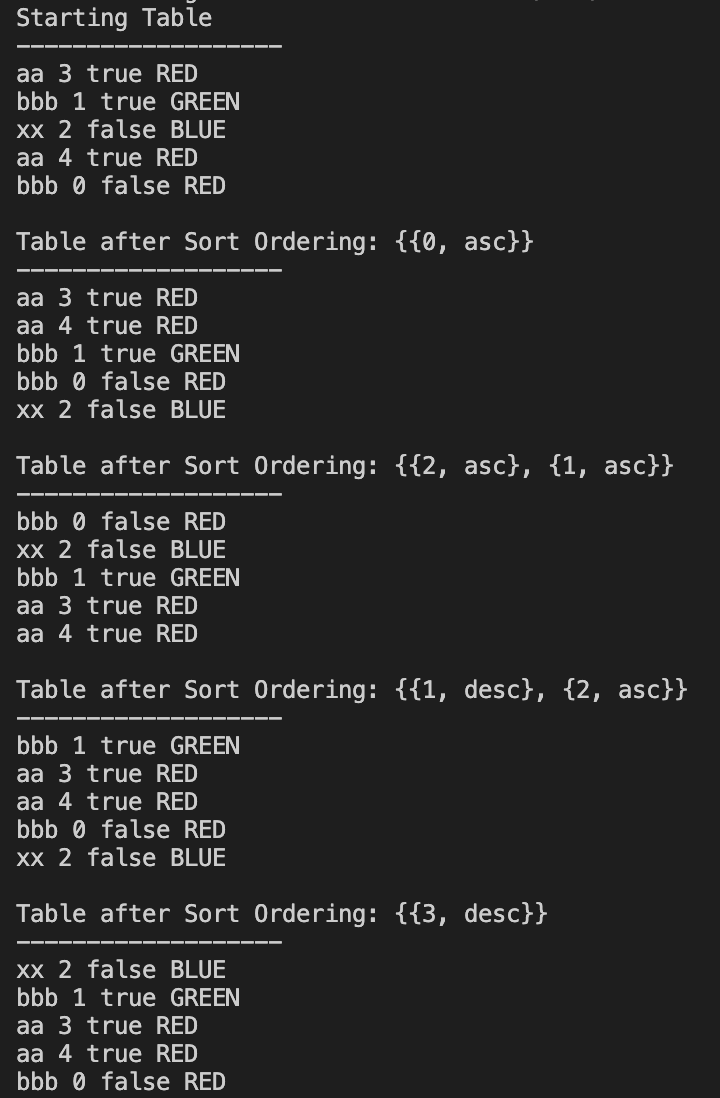 Starting Table
-------------------
aa 3 true RED
bbb 1 true GREEN
xx 2 false BLUE
aa 4 true RED
bbb 0 false RED
Table after Sort Ordering: {{0, asc}}
-------------------
aa 3 true RED
aa 4 true RED
bbb 1 true GREEN
bbb 0 false RED
xx 2 false BLUE
Table after Sort Ordering: {{2, asc}, {1, asc}}
-------------------
bbb 0 false RED
xx 2 false BLUE
bbb 1 true GREEN
aa 3 true RED
aa 4 true RED
Table after Sort Ordering: {{1, desc}, {2, asc}}
-------------------
bbb 1 true GREEN
aa 3 true RED
aa 4 true RED
bbb 0 false RED
xx 2 false BLUE
Table after Sort Ordering: {{3, desc}}
-------------------
xx 2 false BLUE
bbb 1 true GREEN
aa 3 true RED
aa 4 true RED
bbb 0 false RED